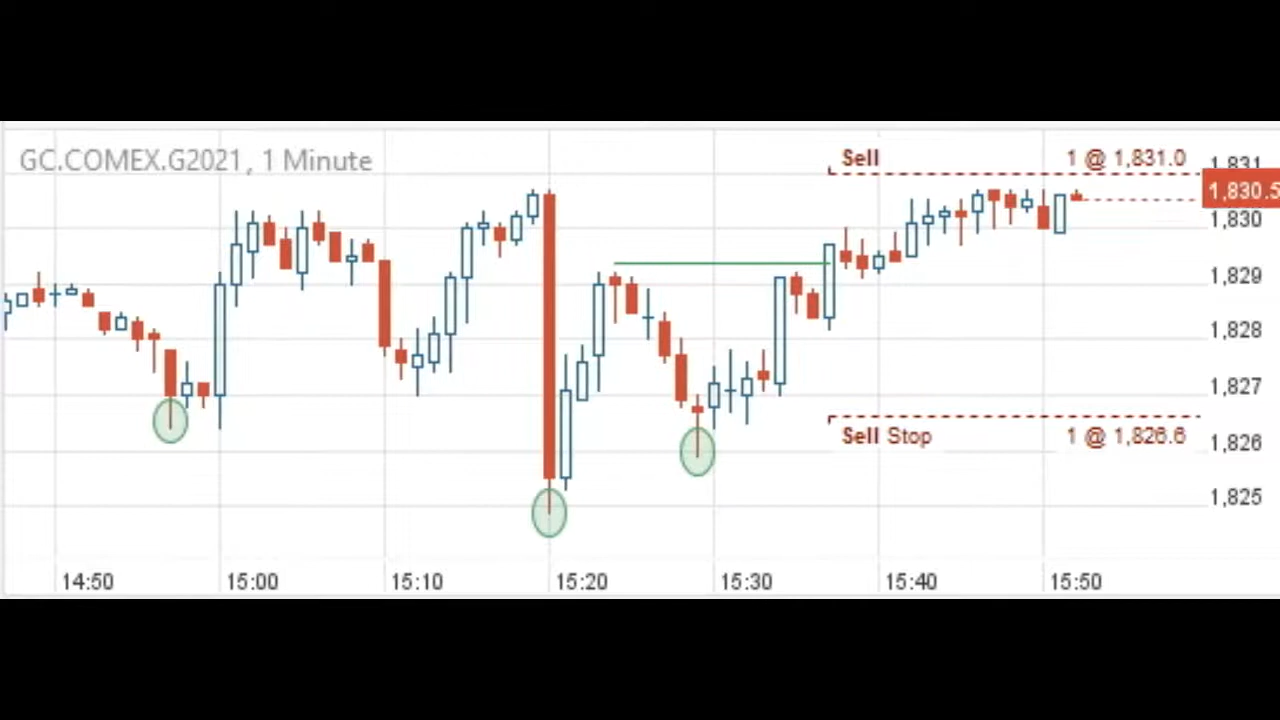 GC.COMEX.G2021, 1 Minute
Sell 1 @ 1,831.0
1,831
1,830.5
1,830
1,829
1,828
1,827
Sell Stop 1 @ 1,826.6
1,826
1,825
14:50 15:00 15:10 15:20 15:30 15:40 15:50